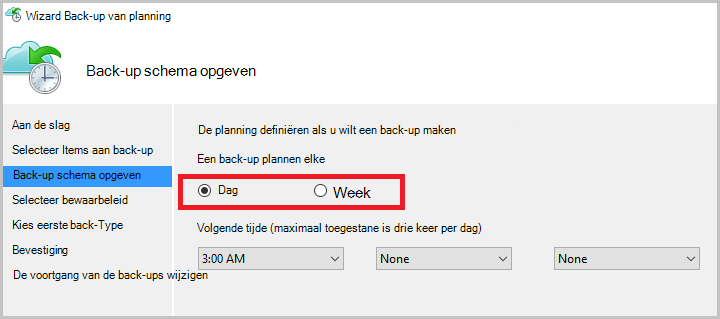 Wizard Back-up van planning
Back-up schema opgeven
Aan de slag
Selecteer Items aan back-up
Back-up schema opgeven
Selecteer bewaarbeleid
Kies eerste back-Type
Bevestiging
De voortgang van de back-ups wijzigen
De planning definiëren als u wilt een back-up maken
Een back-up plannen elke
Dag Week
Volgende tijde (maximaal toegestane is drie keer per dag)
3:00 AM None None